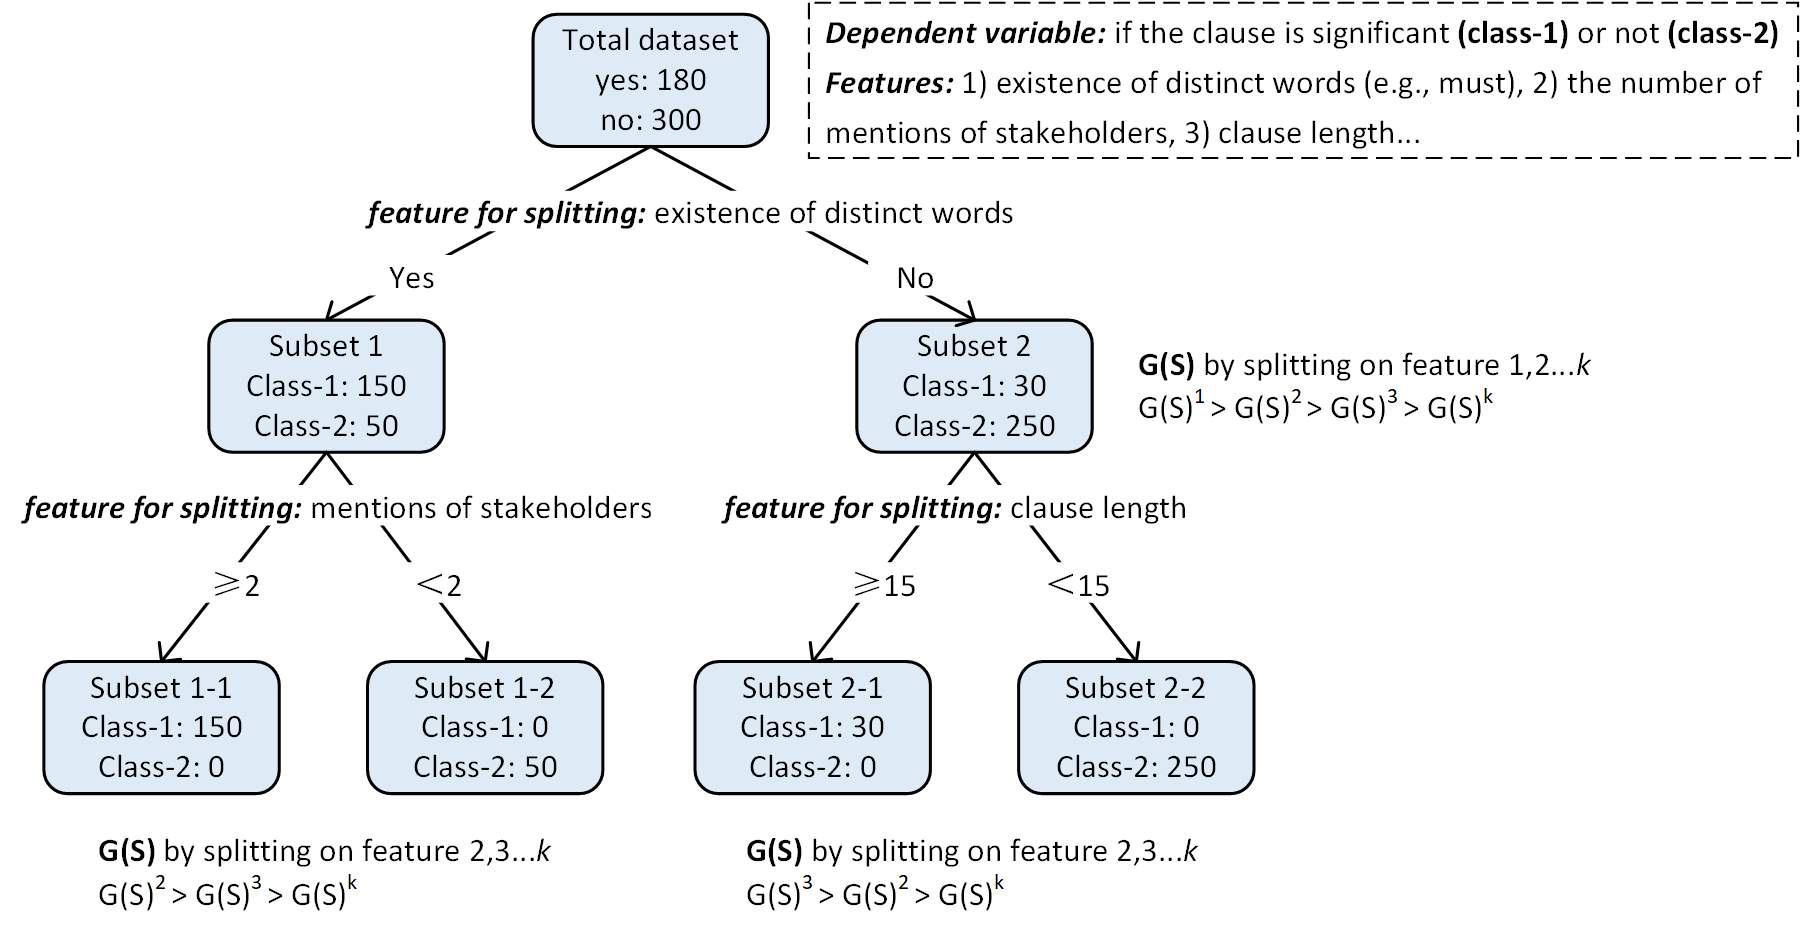 Total dataset
yes: 180
no: 300
Dependent variable: if the clause is significant (class-1) or not (class-2)
Features: 1) existence of distinct words (e.g., must), 2) the number of
mentions of stakeholders, 3) clause length...
feature for splitting: existence of distinct words
Yes
No
Subset 1
Class-1: 150
Class-2: 50
Subset 2
Class-1: 30
Class-2: 250
G(S) by splitting on feature 1,2...k
G(S)¹ > G(S)² > G(S)³ > G(S)ᵏ
feature for splitting: mentions of stakeholders
feature for splitting: clause length
⩾2
<2
⩾15
<15
Subset 1-1
Class-1: 150
Class-2: 0
Subset 1-2
Class-1: 0
Class-2: 50
Subset 2-1
Class-1: 30
Class-2: 0
Subset 2-2
Class-1: 0
Class-2: 250
G(S) by splitting on feature 2,3...k
G(S)² > G(S)³ > G(S)ᵏ
G(S) by splitting on feature 2,3...k
G(S)³ > G(S)² > G(S)ᵏ